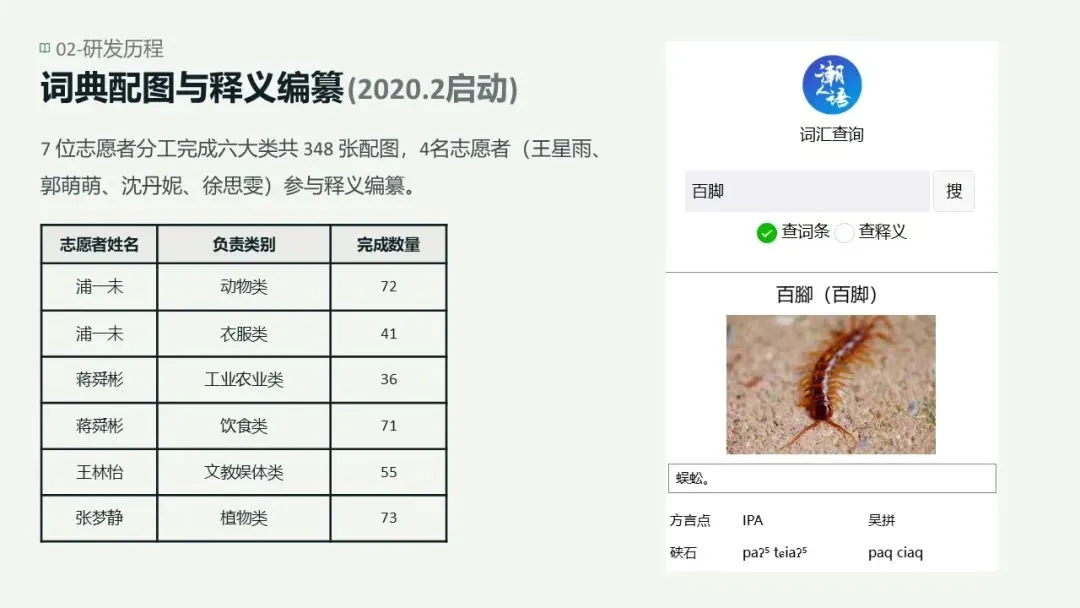 02-研发历程
词典配图与释义编纂(2020.2启动)
7 位志愿者分工完成六大类共 348 张配图，4名志愿者（王星雨、
郭萌萌、沈丹妮、徐思雯）参与释义编纂。
志愿者姓名 负责类别 完成数量
浦一未 动物类 72
浦一未 衣服类 41
蒋舜彬 工业农业类 36
蒋舜彬 饮食类 71
王林怡 文教娱体类 55
张梦静 植物类 73
潮语人
词汇查询
百脚 搜
查词条 查释义
百腳（百脚）
蜈蚣。
方言点 IPA 吴拼
硖石 paʔ⁵ tɕiaʔ⁵ paq ciaq